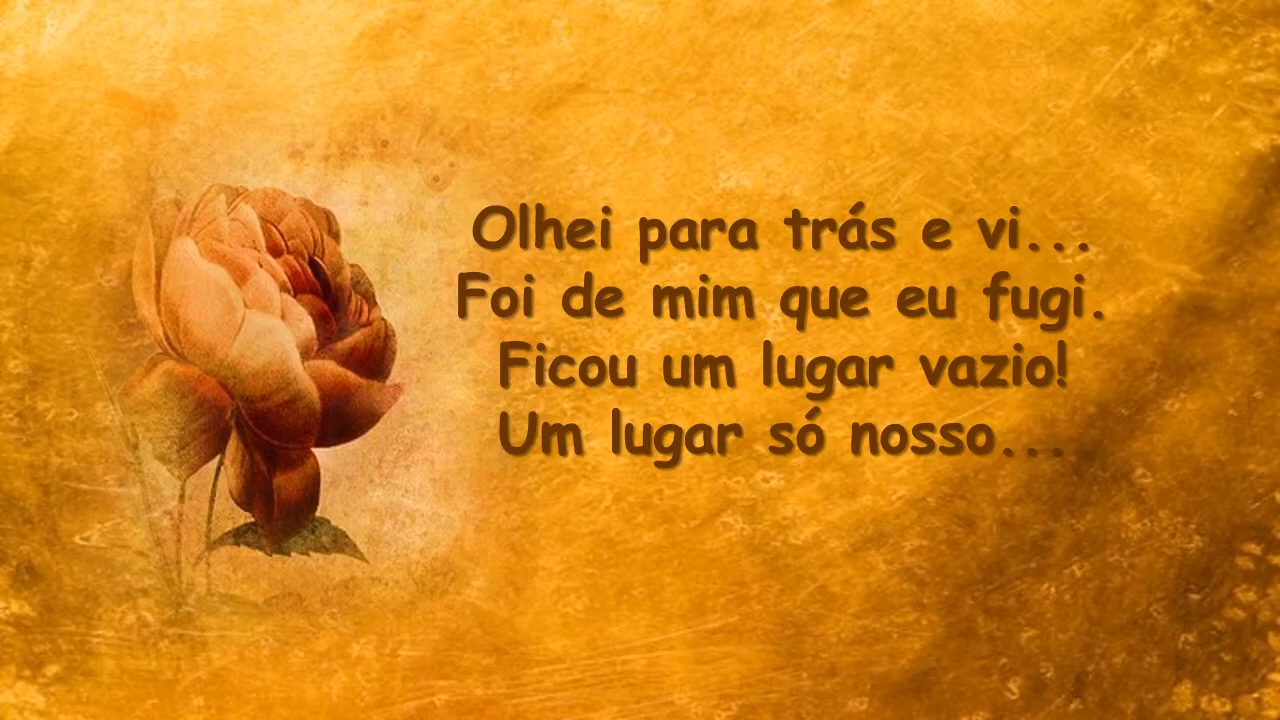 Olhei para trás e vi...
Foi de mim que eu fugi.
Ficou um lugar vazio!
Um lugar só nosso...